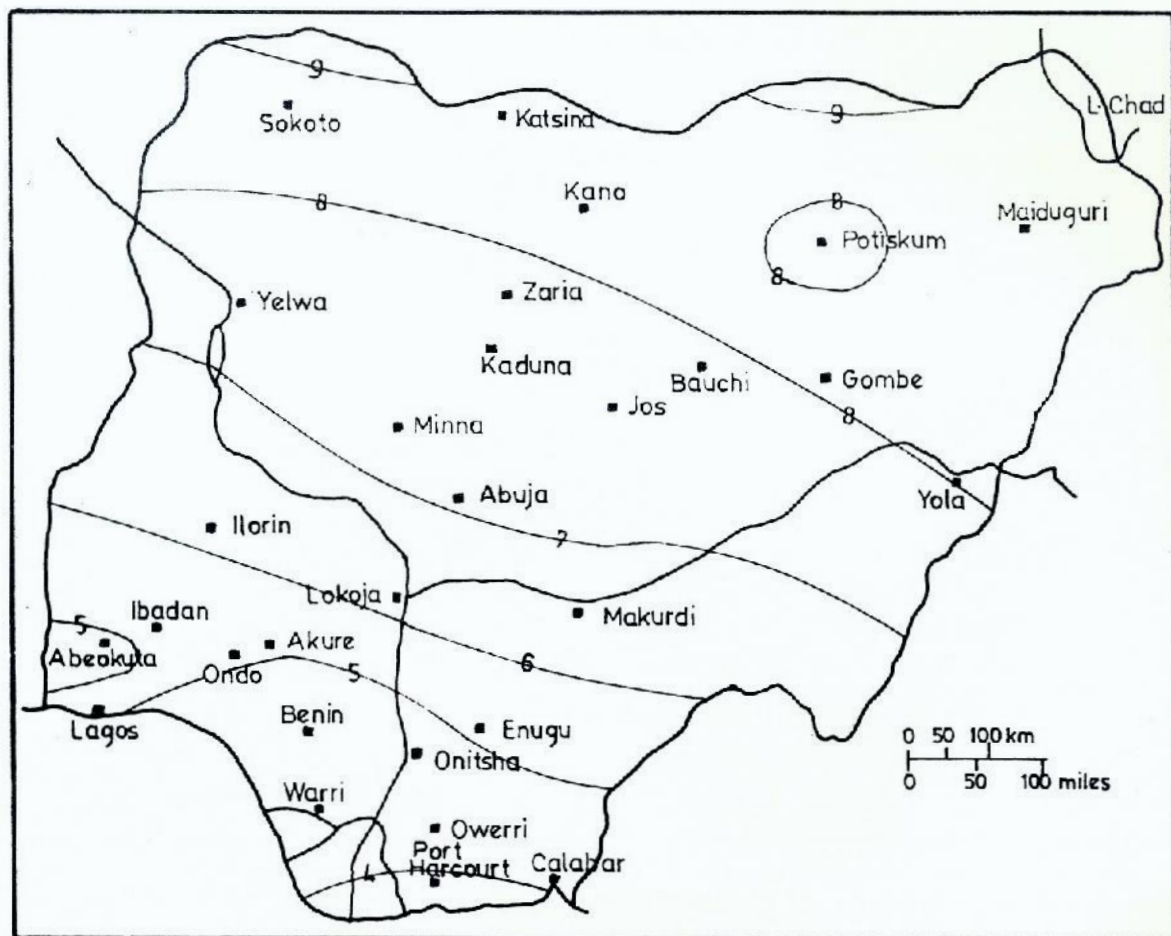 9
Sokoto
Katsina
9
L. Chad
8
Kano
8
Potiskum
8
Maiduguri
Yelwa
Zaria
Kaduna
Bauchi
Gombe
Jos
8
Minna
Abuja
Yola
7
Ilorin
Lokoja
Makurdi
5
Ibadan
Abeokuta
Akure
Ondo
5
6
Lagos
Benin
Enugu
Onitsha
0 50 100 km
0 50 100 miles
Warri
Owerri
Port
Harcourt
Calabar
4